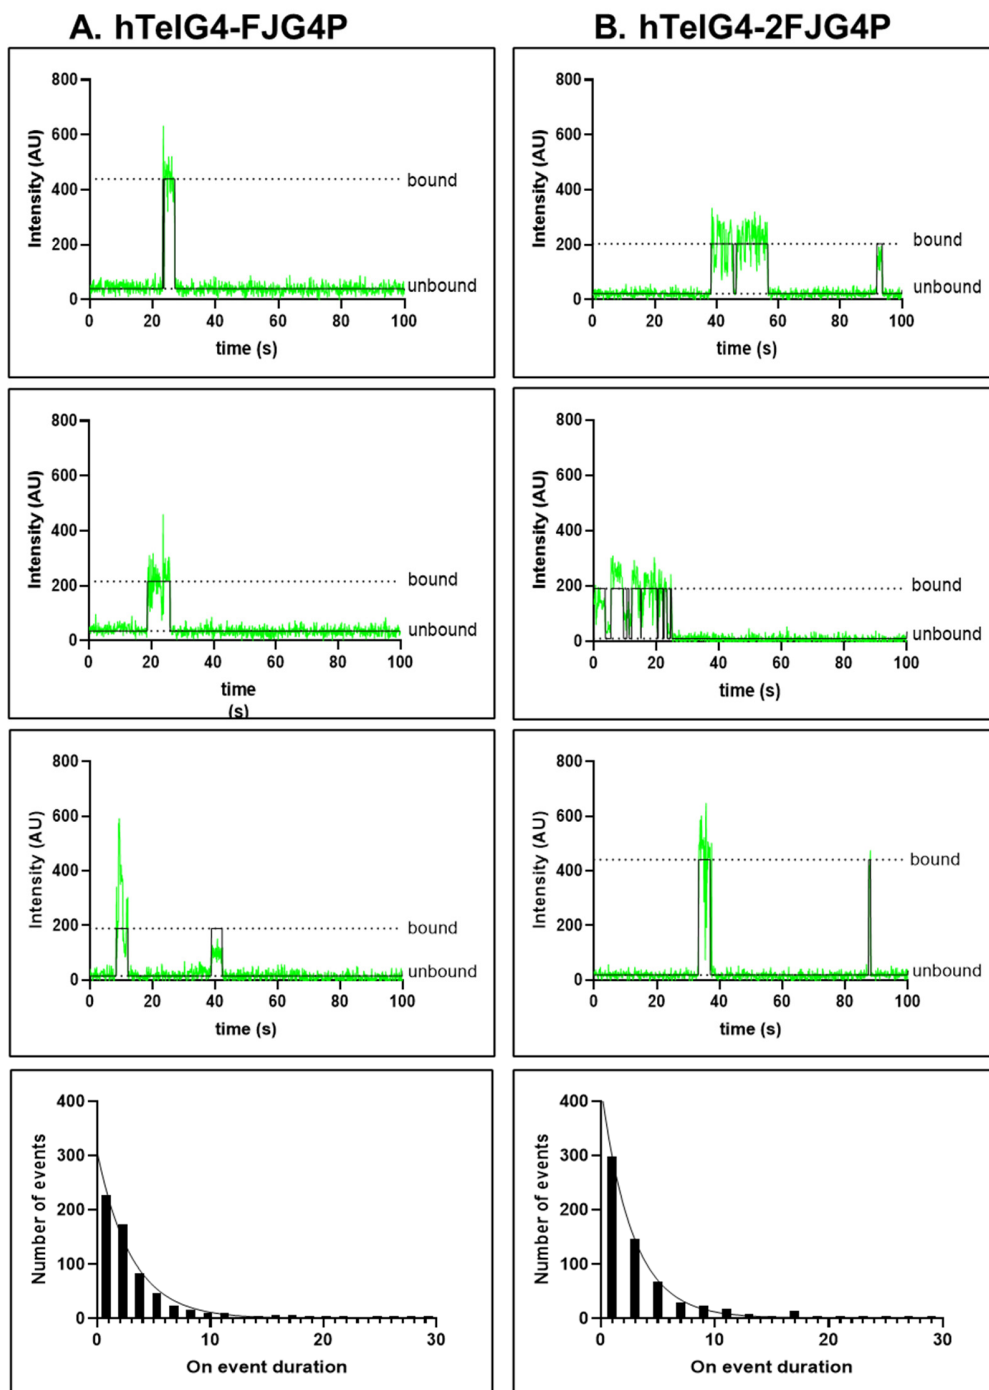 A. hTelG4-FJG4P
B. hTelG4-2FJG4P
800
600
400
200
0
Intensity (AU)
bound
unbound
0 20 40 60 80 100
time (s)
800
600
400
200
0
Intensity (AU)
bound
unbound
0 20 40 60 80 100
time (s)
800
600
400
200
0
Intensity (AU)
bound
unbound
0 20 40 60 80 100
time
(s)
800
600
400
200
0
Intensity (AU)
bound
unbound
0 20 40 60 80 100
time (s)
800
600
400
200
0
Intensity (AU)
bound
unbound
0 20 40 60 80 100
time (s)
800
600
400
200
0
Intensity (AU)
bound
unbound
0 20 40 60 80 100
time (s)
400
300
200
100
0
Number of events
0 10 20 30
On event duration
400
300
200
100
0
Number of events
0 10 20 30
On event duration